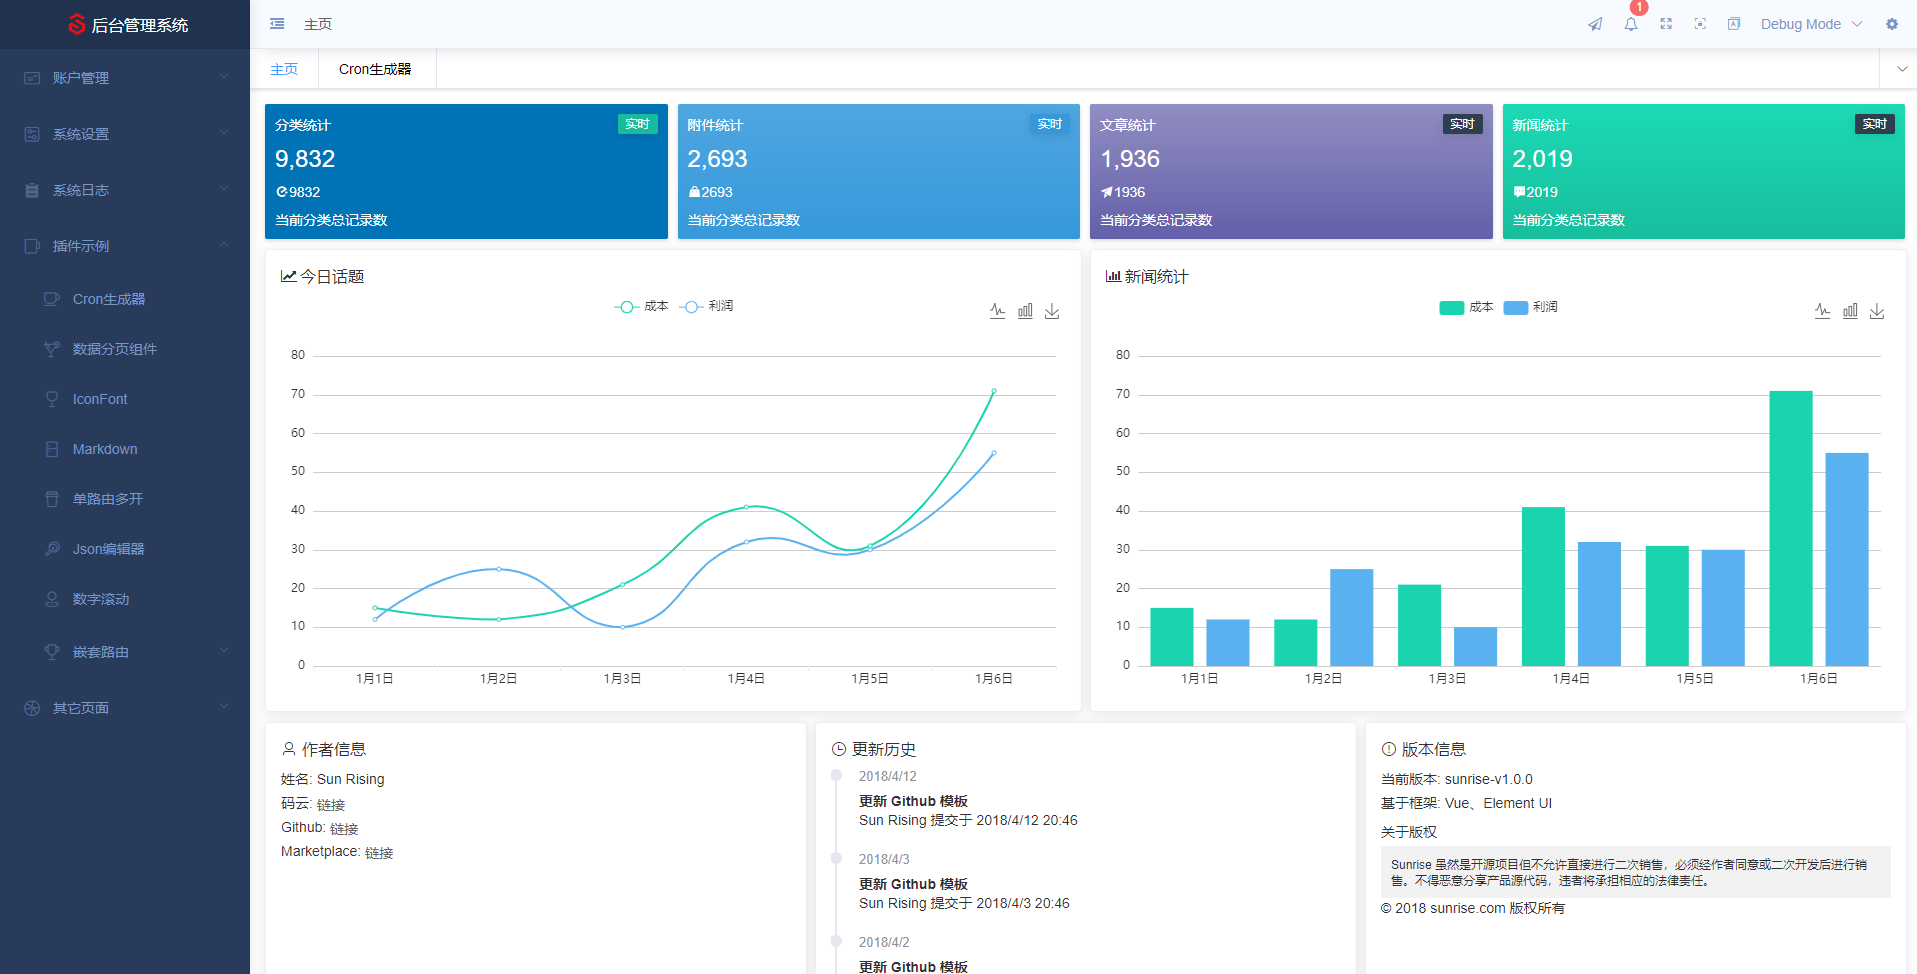 后台管理系统
主页
1
Debug Mode
账户管理
系统设置
系统日志
插件示例
Cron生成器
数据分页组件
IconFont
Markdown
单路由多开
Json编辑器
数字滚动
嵌套路由
其它页面
主页
Cron生成器
分类统计
实时
9,832
9832
当前分类总记录数
附件统计
实时
2,693
2693
当前分类总记录数
文章统计
实时
1,936
1936
当前分类总记录数
新闻统计
实时
2,019
2019
当前分类总记录数
今日话题
成本
利润
80
70
60
50
40
30
20
10
0
1月1日
1月2日
1月3日
1月4日
1月5日
1月6日
新闻统计
成本
利润
80
70
60
50
40
30
20
10
0
1月1日
1月2日
1月3日
1月4日
1月5日
1月6日
作者信息
姓名: Sun Rising
码云: 链接
Github: 链接
Marketplace: 链接
更新历史
2018/4/12
更新 Github 模板
Sun Rising 提交于 2018/4/12 20:46
2018/4/3
更新 Github 模板
Sun Rising 提交于 2018/4/3 20:46
2018/4/2
更新 Github 模板
版本信息
当前版本: sunrise-v1.0.0
基于框架: Vue、Element UI
关于版权
Sunrise 虽然是开源项目但不允许直接进行二次销售，必须经作者同意或二次开发后进行销
售。不得恶意分享产品源代码，违者将承担相应的法律责任。
© 2018 sunrise.com 版权所有